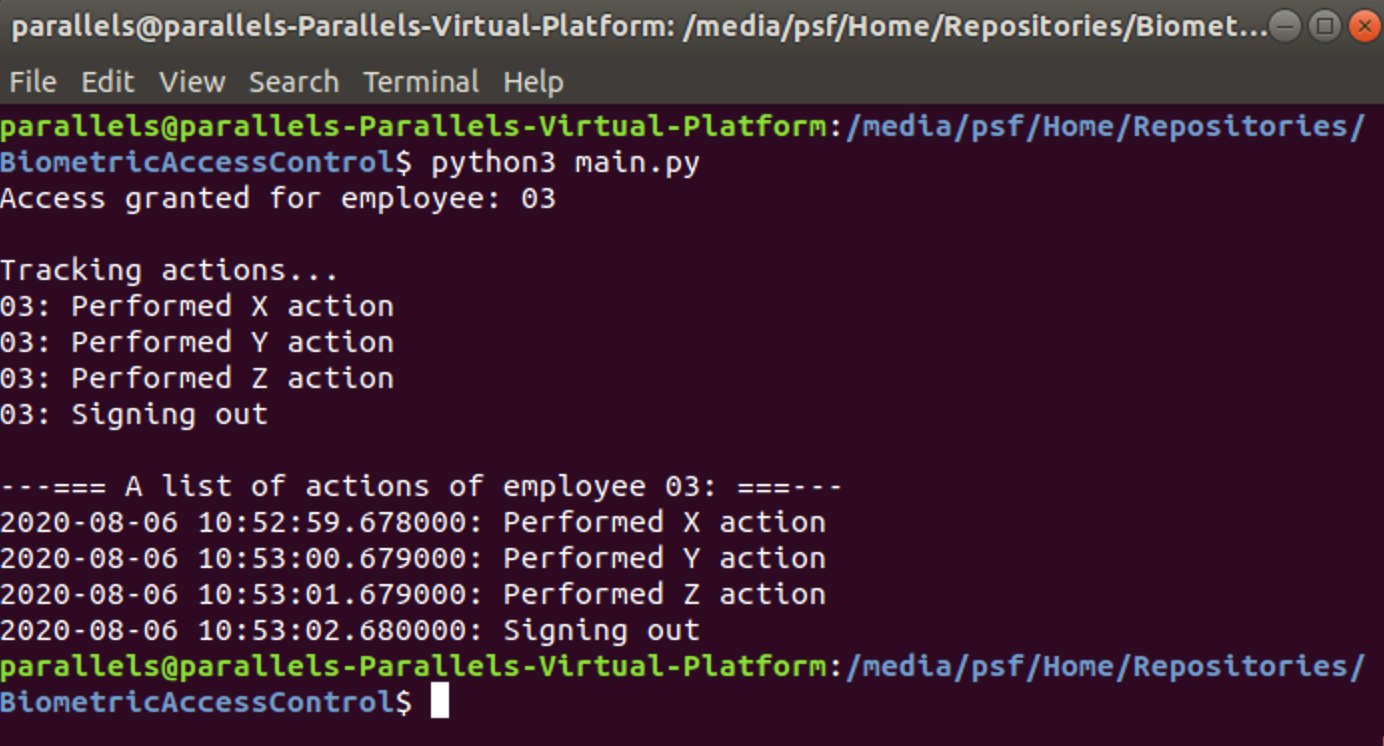 parallels@parallels-Parallels-Virtual-Platform: /media/psf/Home/Repositories/Biomet...
File Edit View Search Terminal Help
parallels@parallels-Parallels-Virtual-Platform:/media/psf/Home/Repositories/
BiometricAccessControl$ python3 main.py
Access granted for employee: 03
Tracking actions...
03: Performed X action
03: Performed Y action
03: Performed Z action
03: Signing out
---=== A list of actions of employee 03: ===---
2020-08-06 10:52:59.678000: Performed X action
2020-08-06 10:53:00.679000: Performed Y action
2020-08-06 10:53:01.679000: Performed Z action
2020-08-06 10:53:02.680000: Signing out
parallels@parallels-Parallels-Virtual-Platform:/media/psf/Home/Repositories/
BiometricAccessControl$